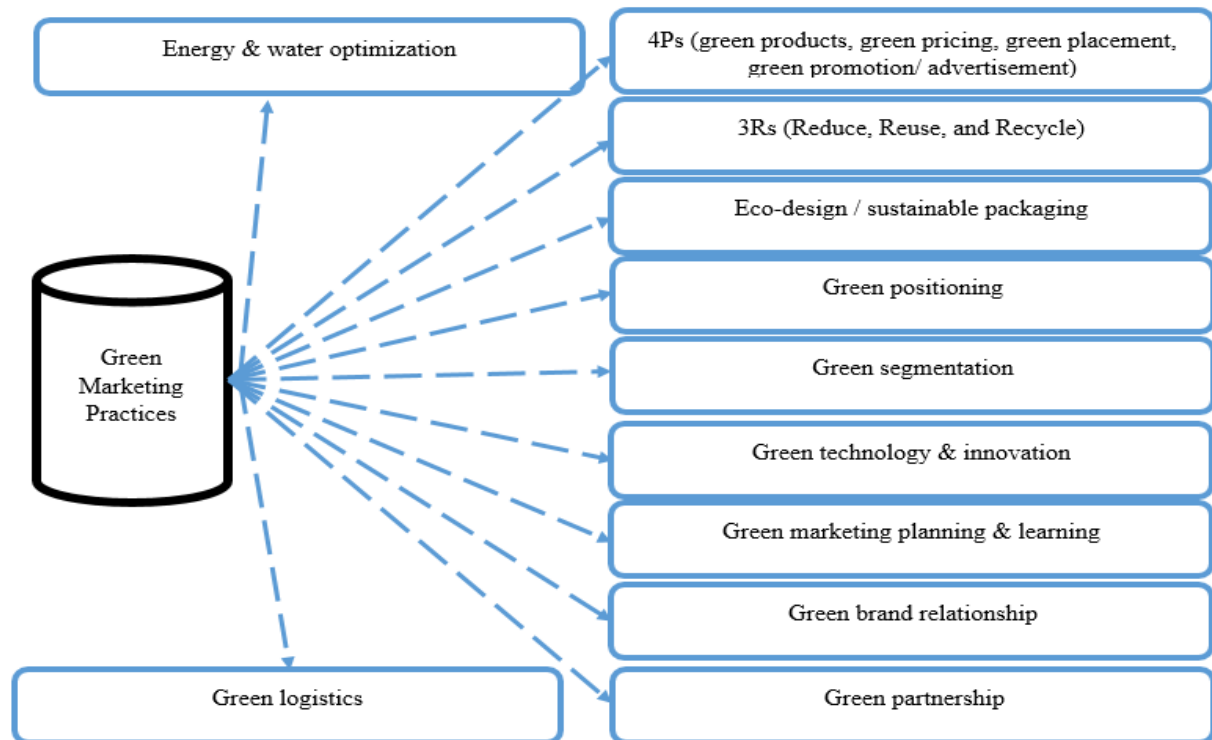 Energy & water optimization
4Ps (green products, green pricing, green placement,
green promotion/ advertisement)
3Rs (Reduce, Reuse, and Recycle)
Eco-design / sustainable packaging
Green positioning
Green
Marketing
Practices
Green segmentation
Green technology & innovation
Green marketing planning & learning
Green brand relationship
Green logistics
Green partnership